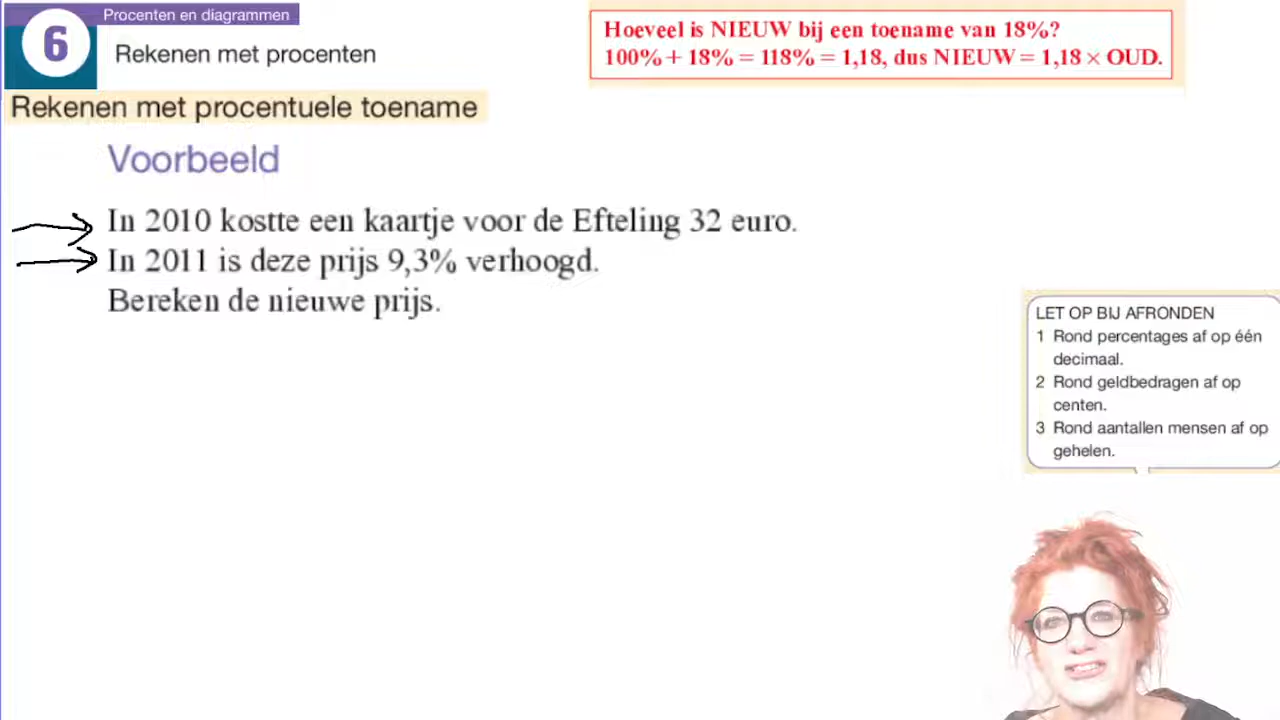 Procenten en diagrammen
6
Rekenen met procenten
Hoeveel is NIEUW bij een toename van 18%?
100% + 18% = 118% = 1,18, dus NIEUW = 1,18 × OUD.
Rekenen met procentuele toename
Voorbeeld
In 2010 kostte een kaartje voor de Efteling 32 euro.
In 2011 is deze prijs 9,3% verhoogd.
Bereken de nieuwe prijs.
LET OP BIJ AFRONDEN
1 Rond percentages af op één
decimaal.
2 Rond geldbedragen af op
centen.
3 Rond aantallen mensen af op
gehelen.